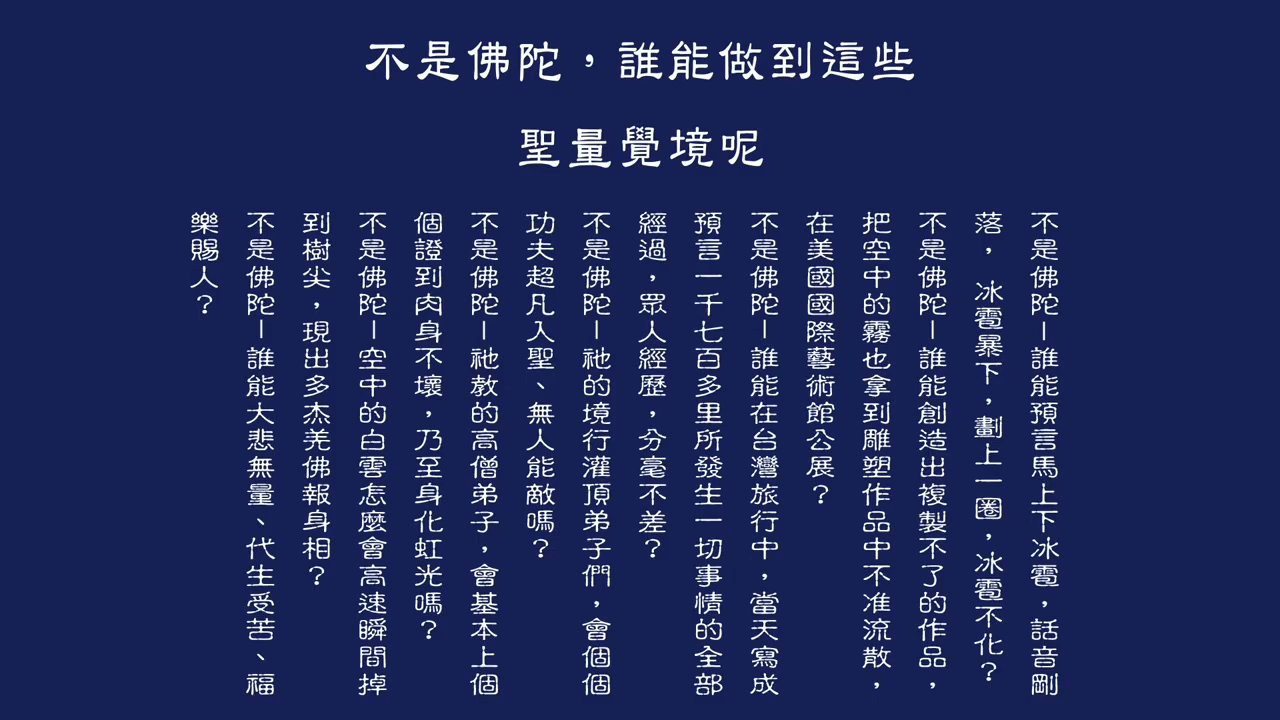 不是佛陀，誰能做到這些
聖量覺境呢
不是佛陀—誰能預言馬上下冰雹，話音剛
落，冰雹暴下，劃上一圈，冰雹不化？
不是佛陀—誰能創造出複製不了的作品，
把空中的霧也拿到雕塑作品中不准流散，
在美國國際藝術館公展？
不是佛陀—誰能在台灣旅行中，當天寫成
預言一千七百多里所發生一切事情的全部
經過，眾人經歷，分毫不差？
不是佛陀—祂的境行灌頂弟子們，會個個
功夫超凡入聖、無人能敵嗎？
不是佛陀—祂教的高僧弟子，會基本上個
個證到肉身不壞，乃至身化虹光嗎？
不是佛陀—空中的白雲怎麼會高速瞬間掉
到樹尖，現出多杰羌佛報身相？
不是佛陀—誰能大悲無量、代生受苦、福
樂賜人？